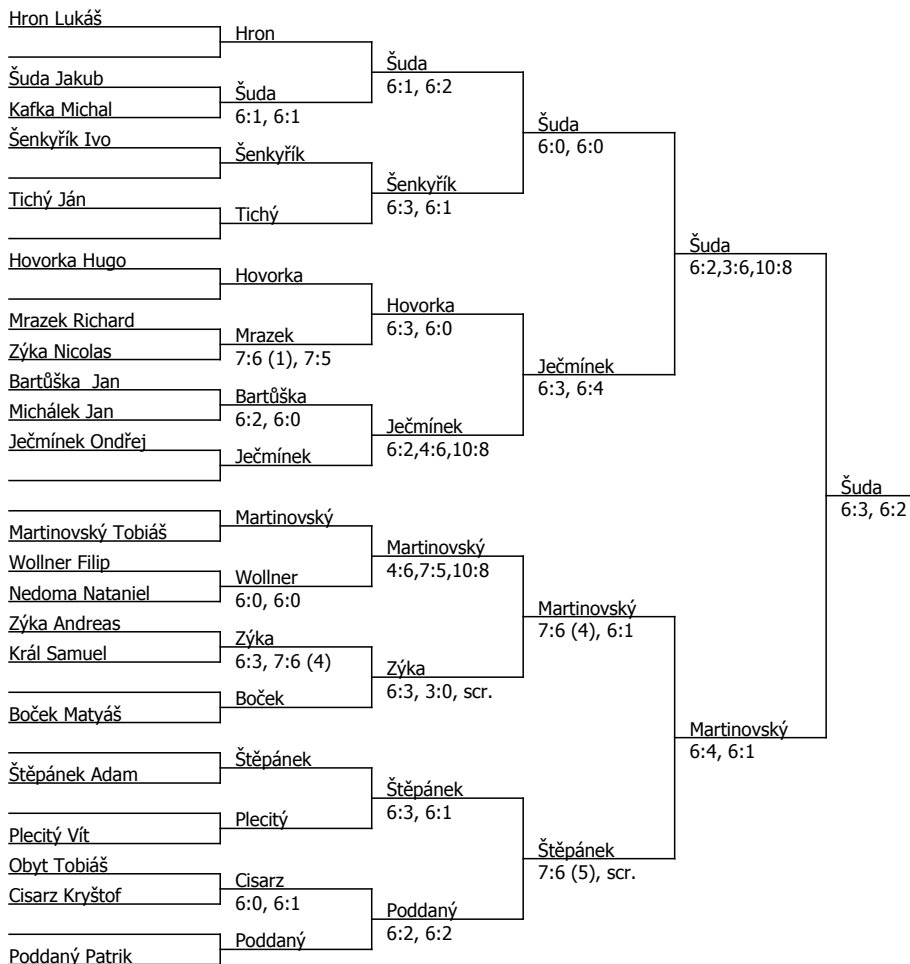 Hron Lukáš
Hron
Šuda
6:1, 6:2
Šuda Jakub
Šuda
6:1, 6:1
Kafka Michal
Šuda
6:0, 6:0
Šenkyřík Ivo
Šenkyřík
Šenkyřík
6:3, 6:1
Tichý Ján
Tichý
Šuda
6:2,3:6,10:8
Hovorka Hugo
Hovorka
Hovorka
6:3, 6:0
Mrazek Richard
Mrazek
7:6 (1), 7:5
Zýka Nicolas
Ječmínek
6:3, 6:4
Bartůška  Jan
Bartůška
6:2, 6:0
Michálek Jan
Ječmínek
6:2,4:6,10:8
Ječmínek Ondřej
Ječmínek
Šuda
6:3, 6:2
Martinovský
Martinovský Tobiáš
Martinovský
4:6,7:5,10:8
Wollner Filip
Wollner
6:0, 6:0
Nedoma Nataniel
Martinovský
7:6 (4), 6:1
Zýka Andreas
Zýka
6:3, 7:6 (4)
Král Samuel
Zýka
6:3, 3:0, scr.
Boček
Boček Matyáš
Martinovský
6:4, 6:1
Štěpánek
Štěpánek Adam
Štěpánek
6:3, 6:1
Plecitý
Plecitý Vít
Štěpánek
7:6 (5), scr.
Obyt Tobiáš
Cisarz
6:0, 6:1
Cisarz Kryštof
Poddaný
6:2, 6:2
Poddaný
Poddaný Patrik